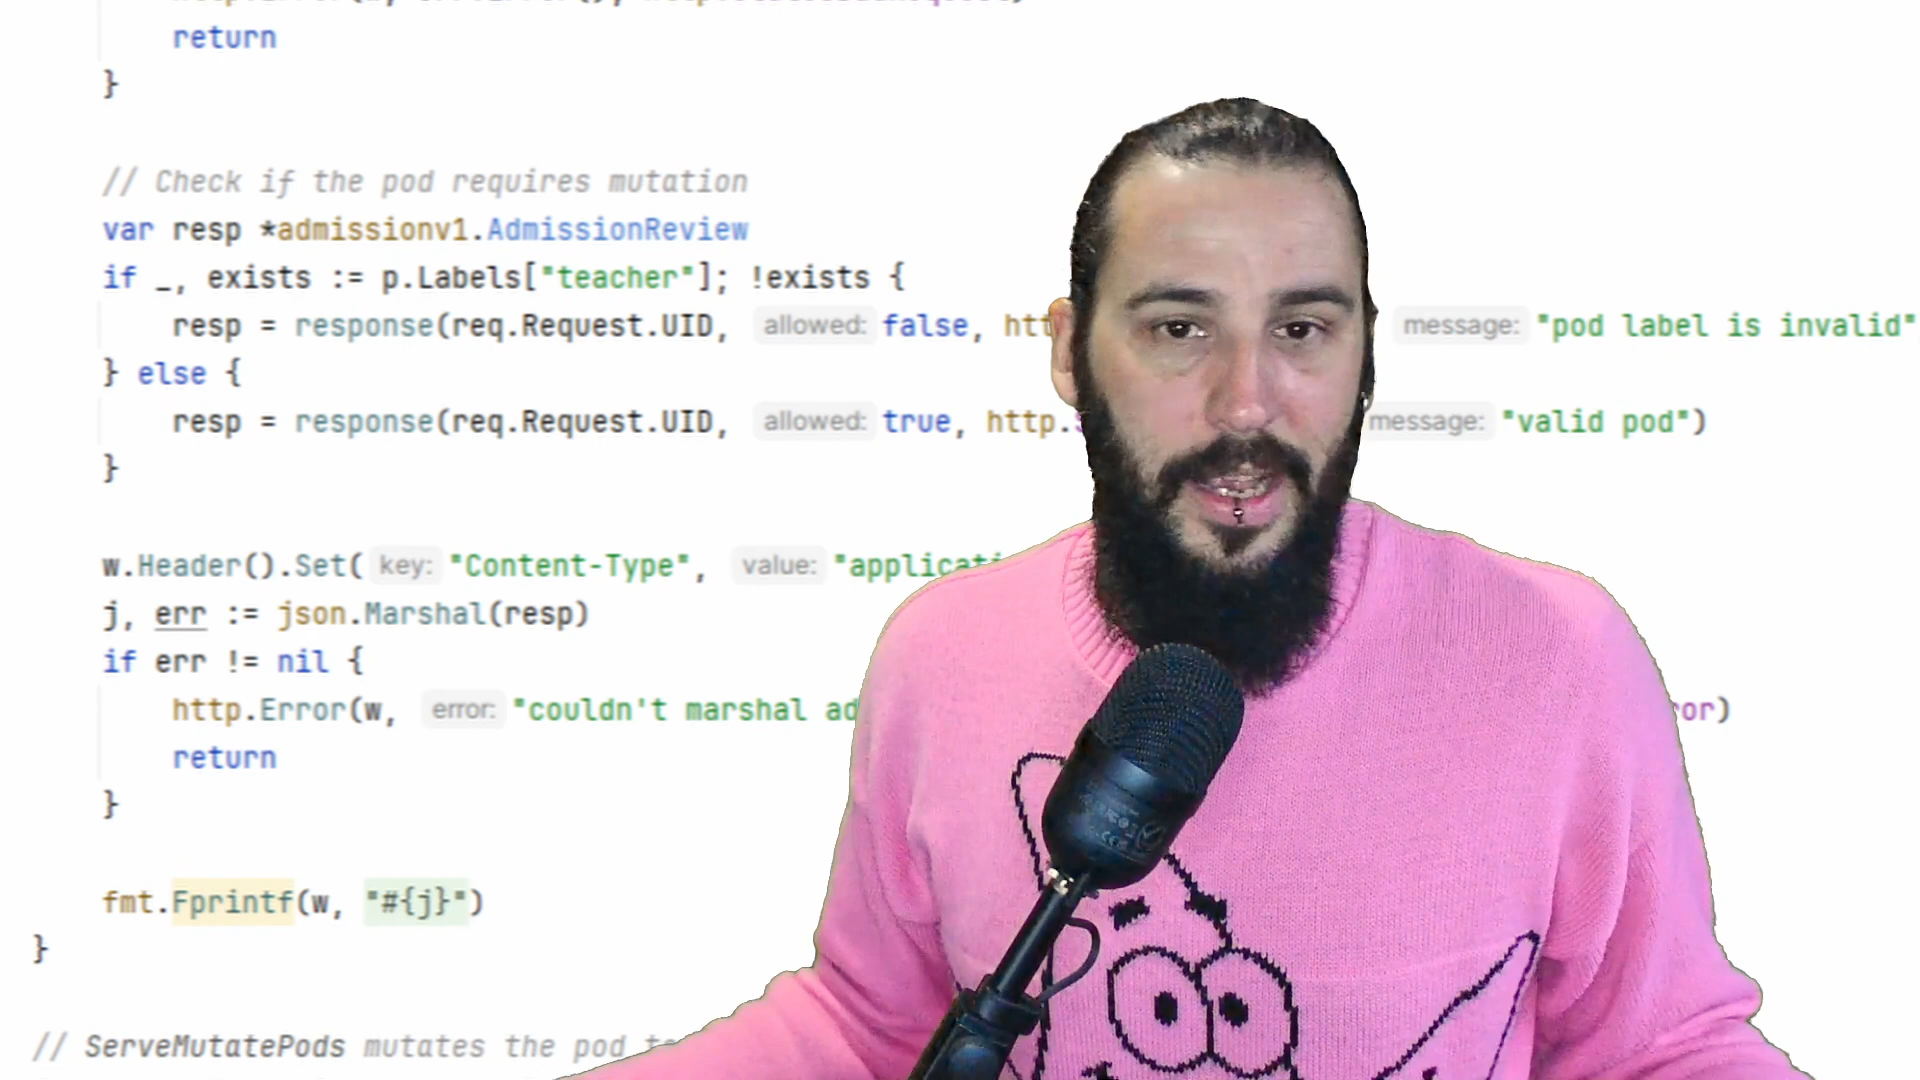 return
}
// Check if the pod requires mutation
var resp *admissionv1.AdmissionReview
if _, exists := p.Labels["teacher"]; !exists {
resp = response(req.Request.UID, allowed: false, message: "pod label is invalid"
} else {
resp = response(req.Request.UID, allowed: true, http. message: "valid pod")
}
w.Header().Set( key: "Content-Type", value: "applicati
j, err := json.Marshal(resp)
if err != nil {
http.Error(w, error: "couldn't marshal ad
return
}
fmt.Fprintf(w, "#{j}")
}
// ServeMutatePods mutates the pod